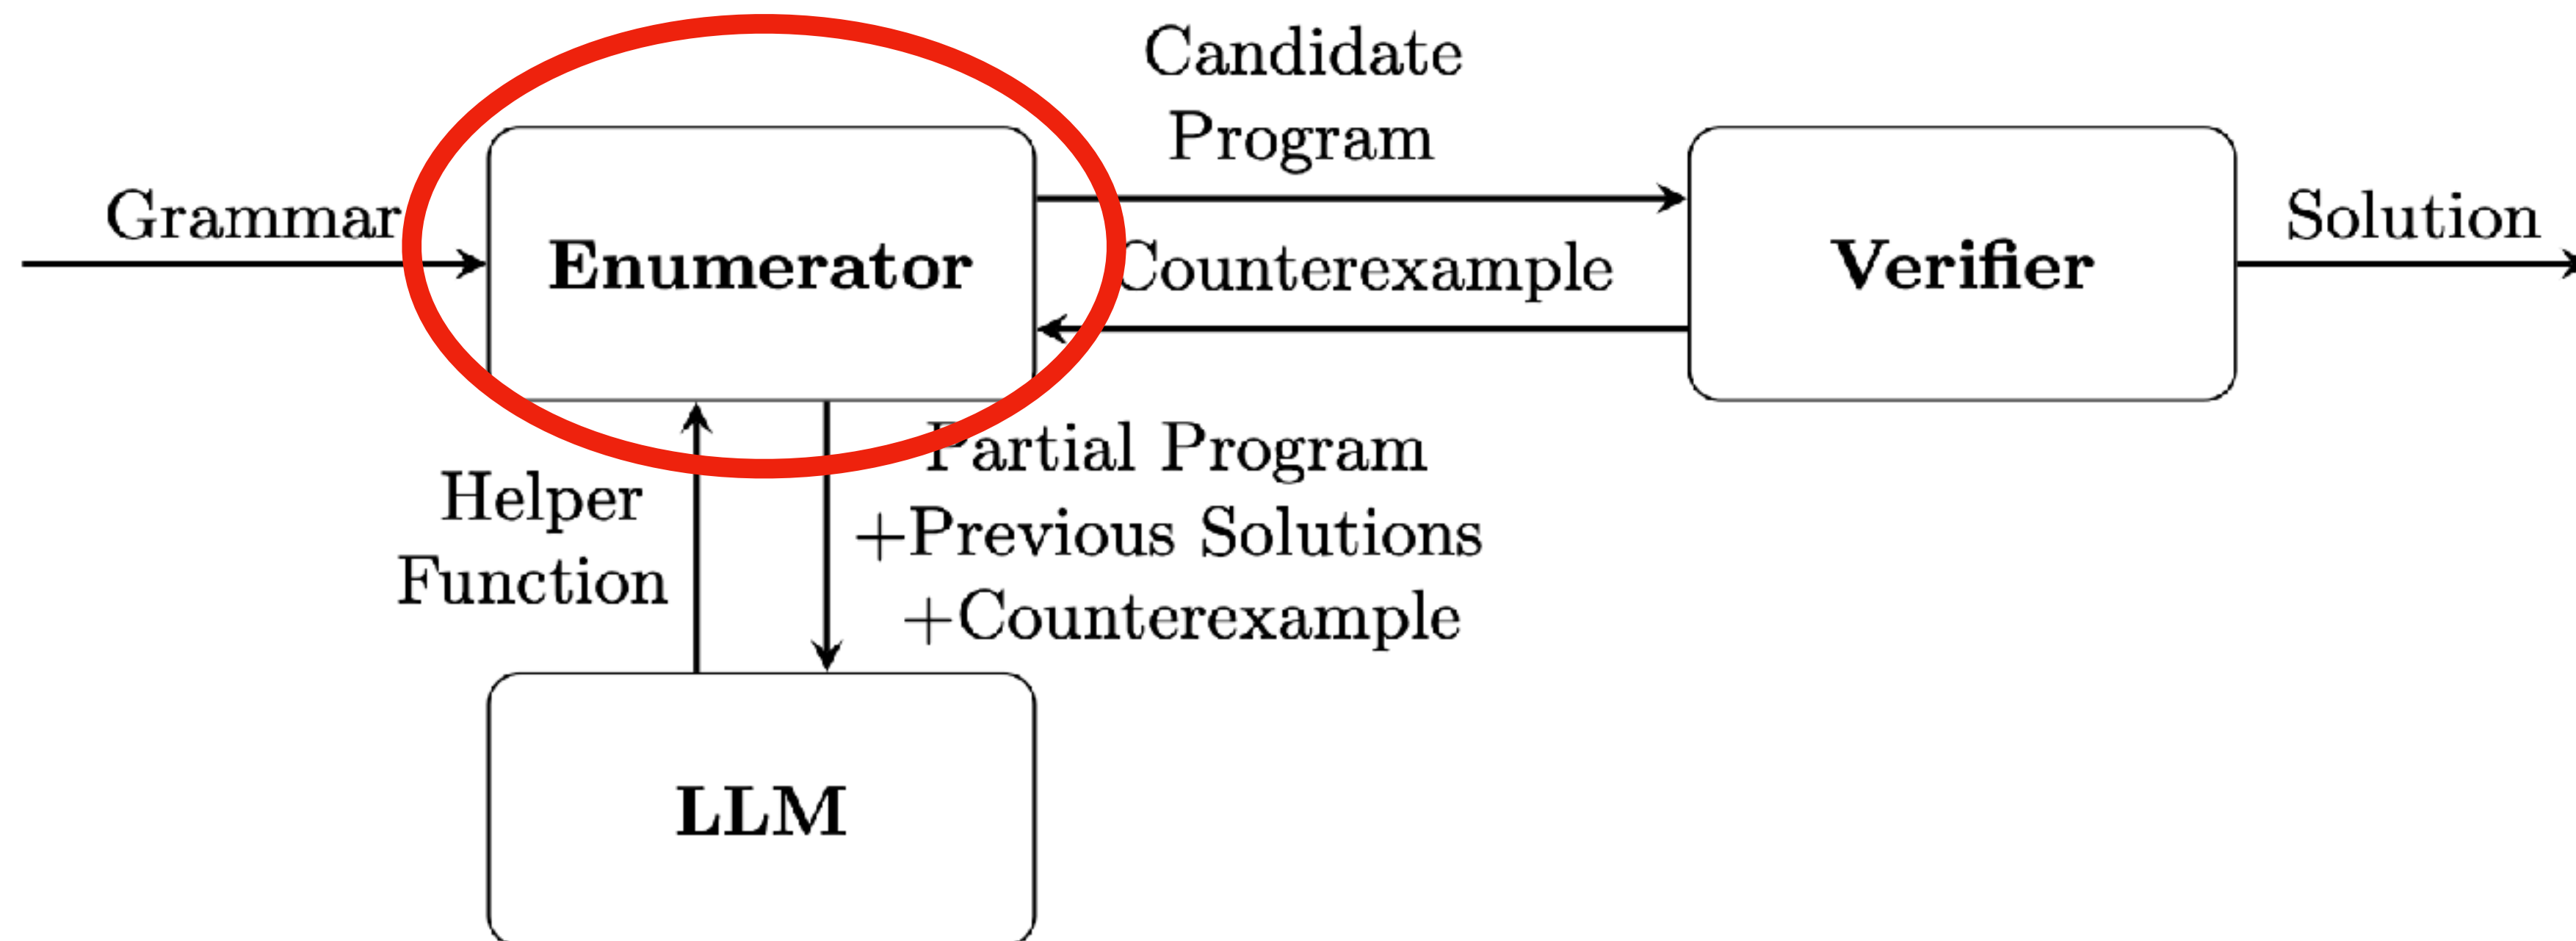 Candidate
Program
Grammar
Enumerator
Counterexample
Verifier
Solution
Helper
Function
Partial Program
+Previous Solutions
+Counterexample
LLM